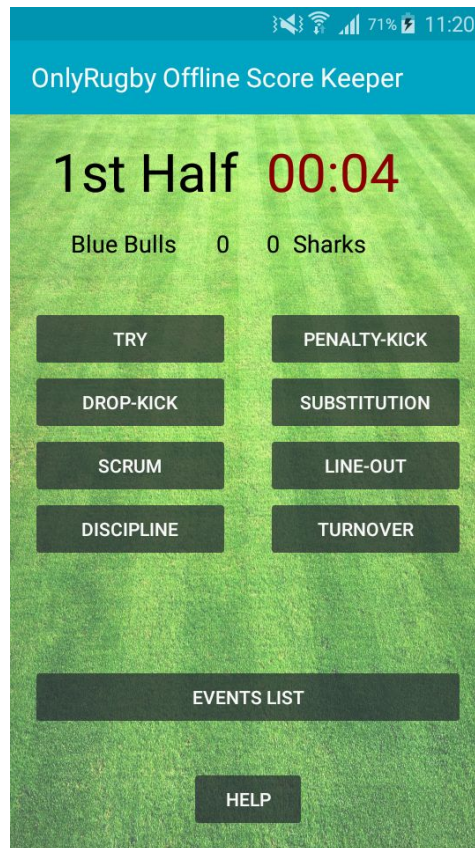 71% 11:20
OnlyRugby Offline Score Keeper
1st Half 00:04
Blue Bulls 0 0 Sharks
TRY PENALTY-KICK
DROP-KICK SUBSTITUTION
SCRUM LINE-OUT
DISCIPLINE TURNOVER
EVENTS LIST
HELP